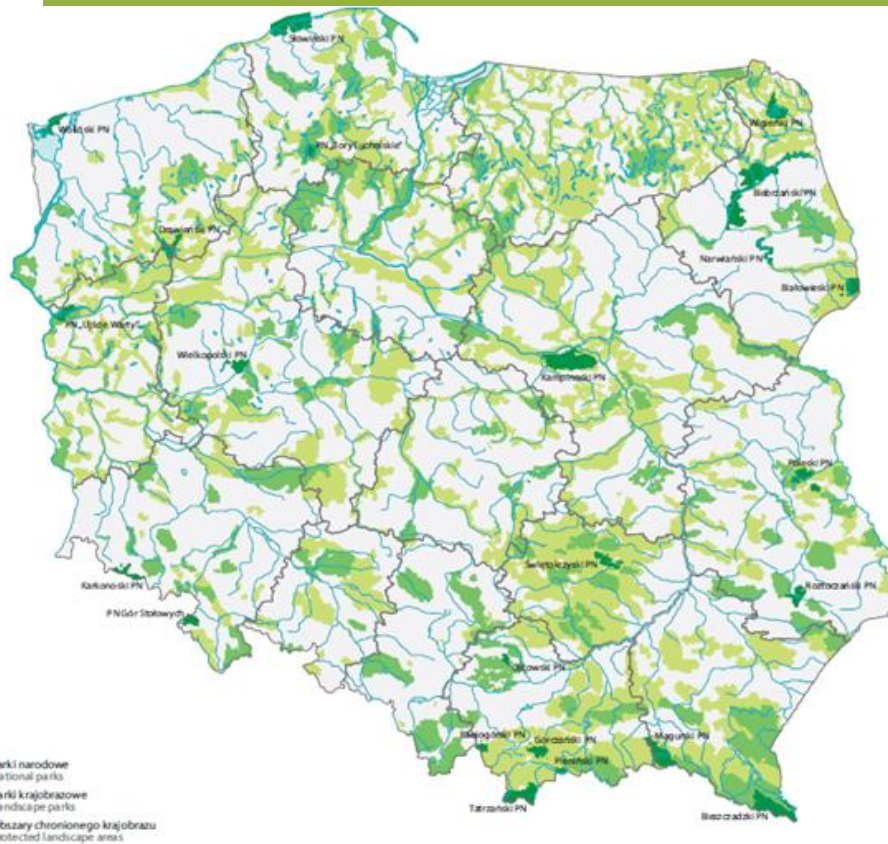 Słowiński PN
Woliński PN
PN „Bory Tucholskie”
Wigierski PN
Biebrzański PN
Drawieński PN
Narwiański PN
Białowieski PN
PN „Ujście Warty”
Wielkopolski PN
Kampinoski PN
Poleski PN
Świętokrzyski PN
Karkonoski PN
Roztoczański PN
PN Gór Stołowych
Ojcowski PN
Babiogórski PN
Gorczański PN
Magurski PN
Pieniński PN
Tatrzański PN
Bieszczadzki PN
arki narodowe
ational parks
arki krajobrazowe
andscape parks
bszary chronionego krajobrazu
rotected landscape areas